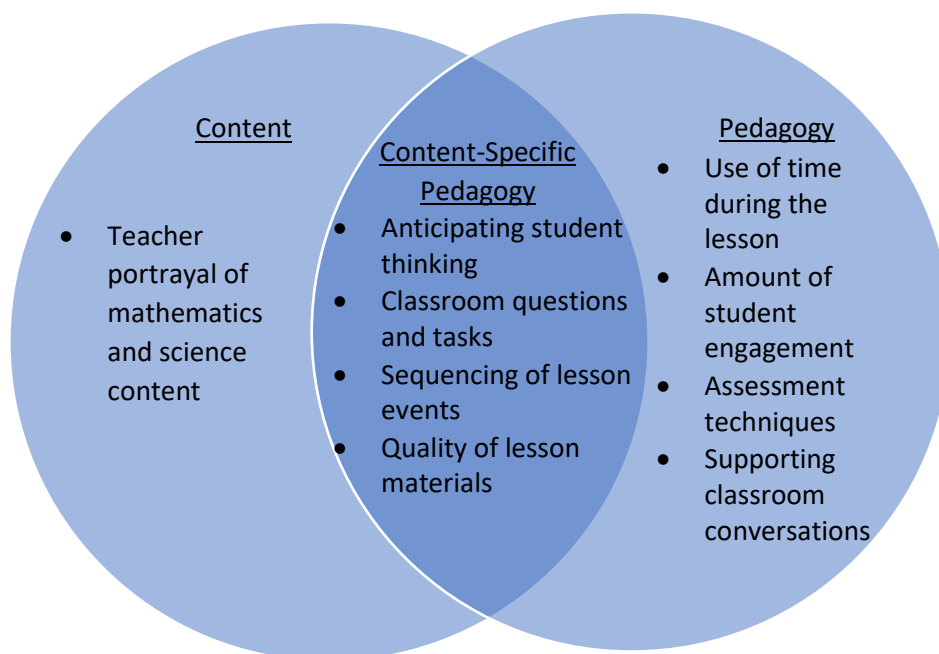 Content
• Teacher
portrayal of
mathematics
and science
content
Content-Specific
Pedagogy
• Anticipating student
thinking
• Classroom questions
and tasks
• Sequencing of lesson
events
• Quality of lesson
materials
Pedagogy
• Use of time
during the
lesson
• Amount of
student
engagement
• Assessment
techniques
• Supporting
classroom
conversations